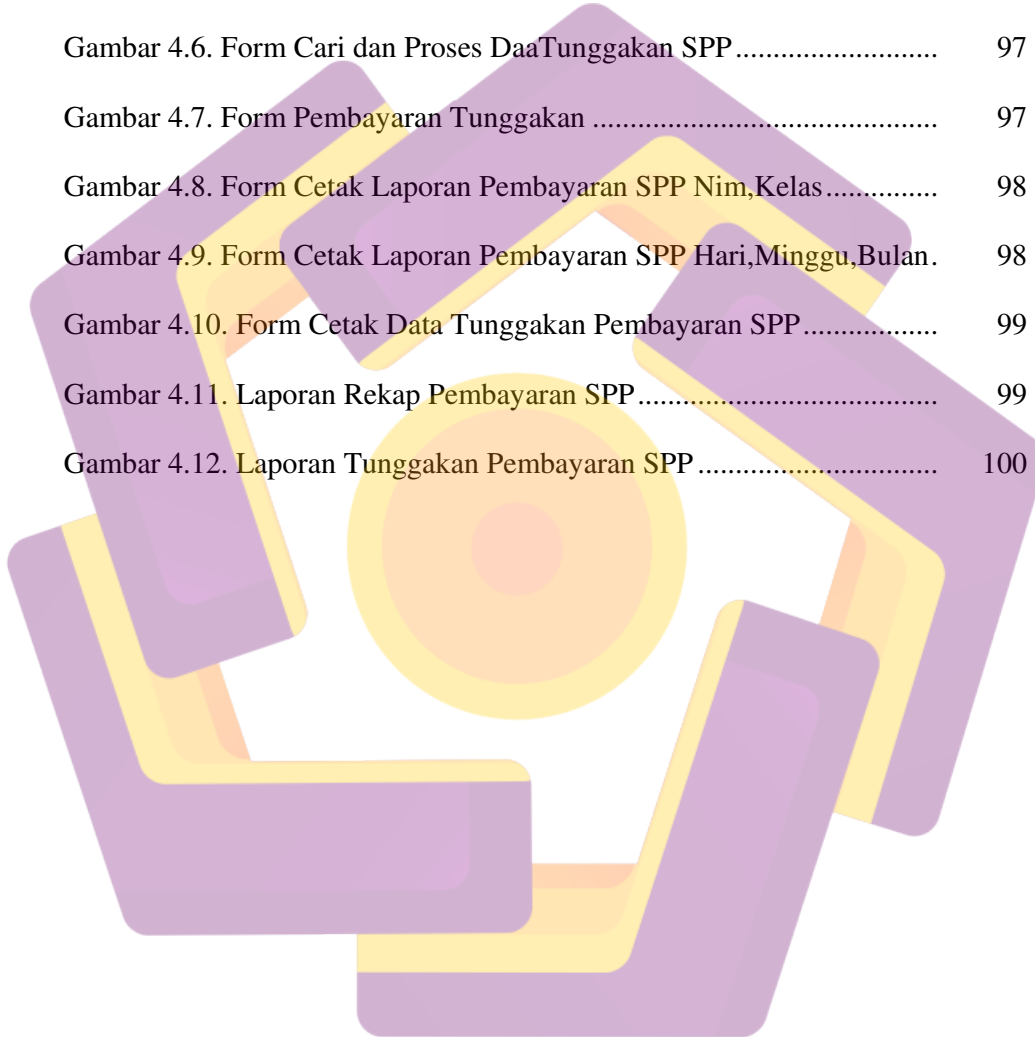 Gambar 4.6. Form Cari dan Proses DaaTunggakan SPP........................... 97
Gambar 4.7. Form Pembayaran Tunggakan .............................................. 97
Gambar 4.8. Form Cetak Laporan Pembayaran SPP Nim,Kelas............... 98
Gambar 4.9. Form Cetak Laporan Pembayaran SPP Hari,Minggu,Bulan. 98
Gambar 4.10. Form Cetak Data Tunggakan Pembayaran SPP.................. 99
Gambar 4.11. Laporan Rekap Pembayaran SPP........................................ 99
Gambar 4.12. Laporan Tunggakan Pembayaran SPP................................ 100